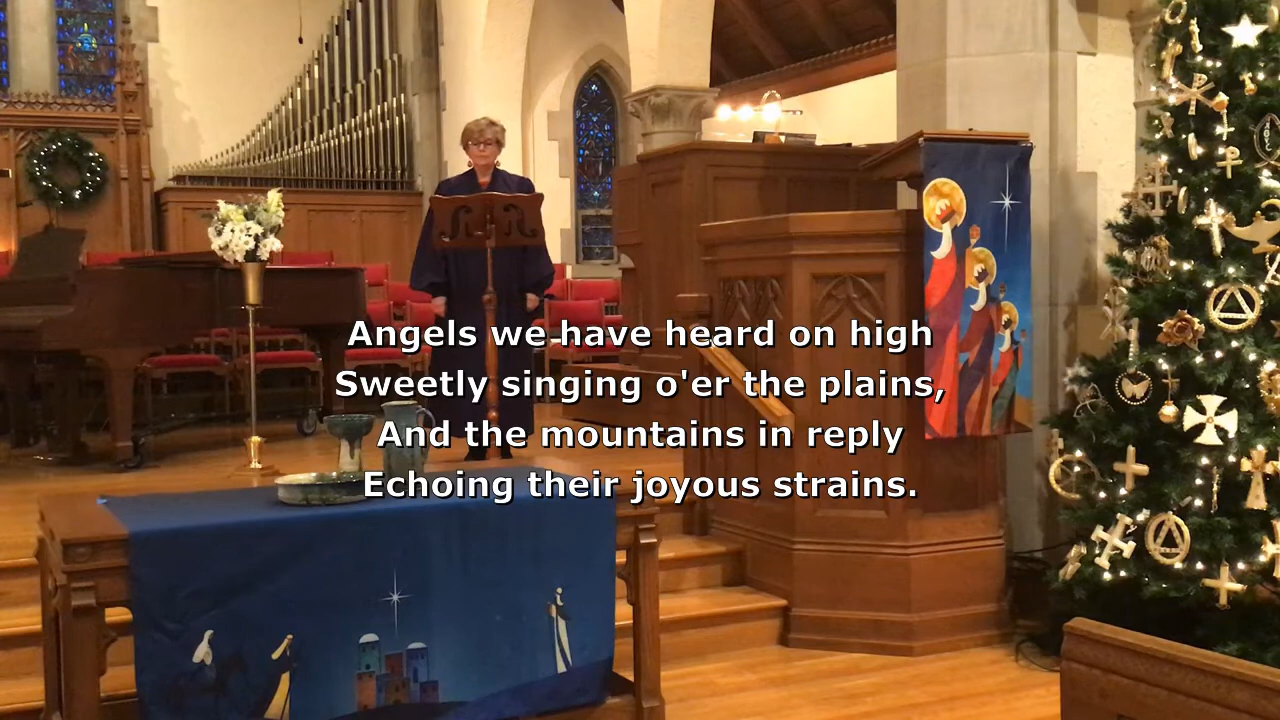 Angels we have heard on high
Sweetly singing o'er the plains,
And the mountains in reply
Echoing their joyous strains.